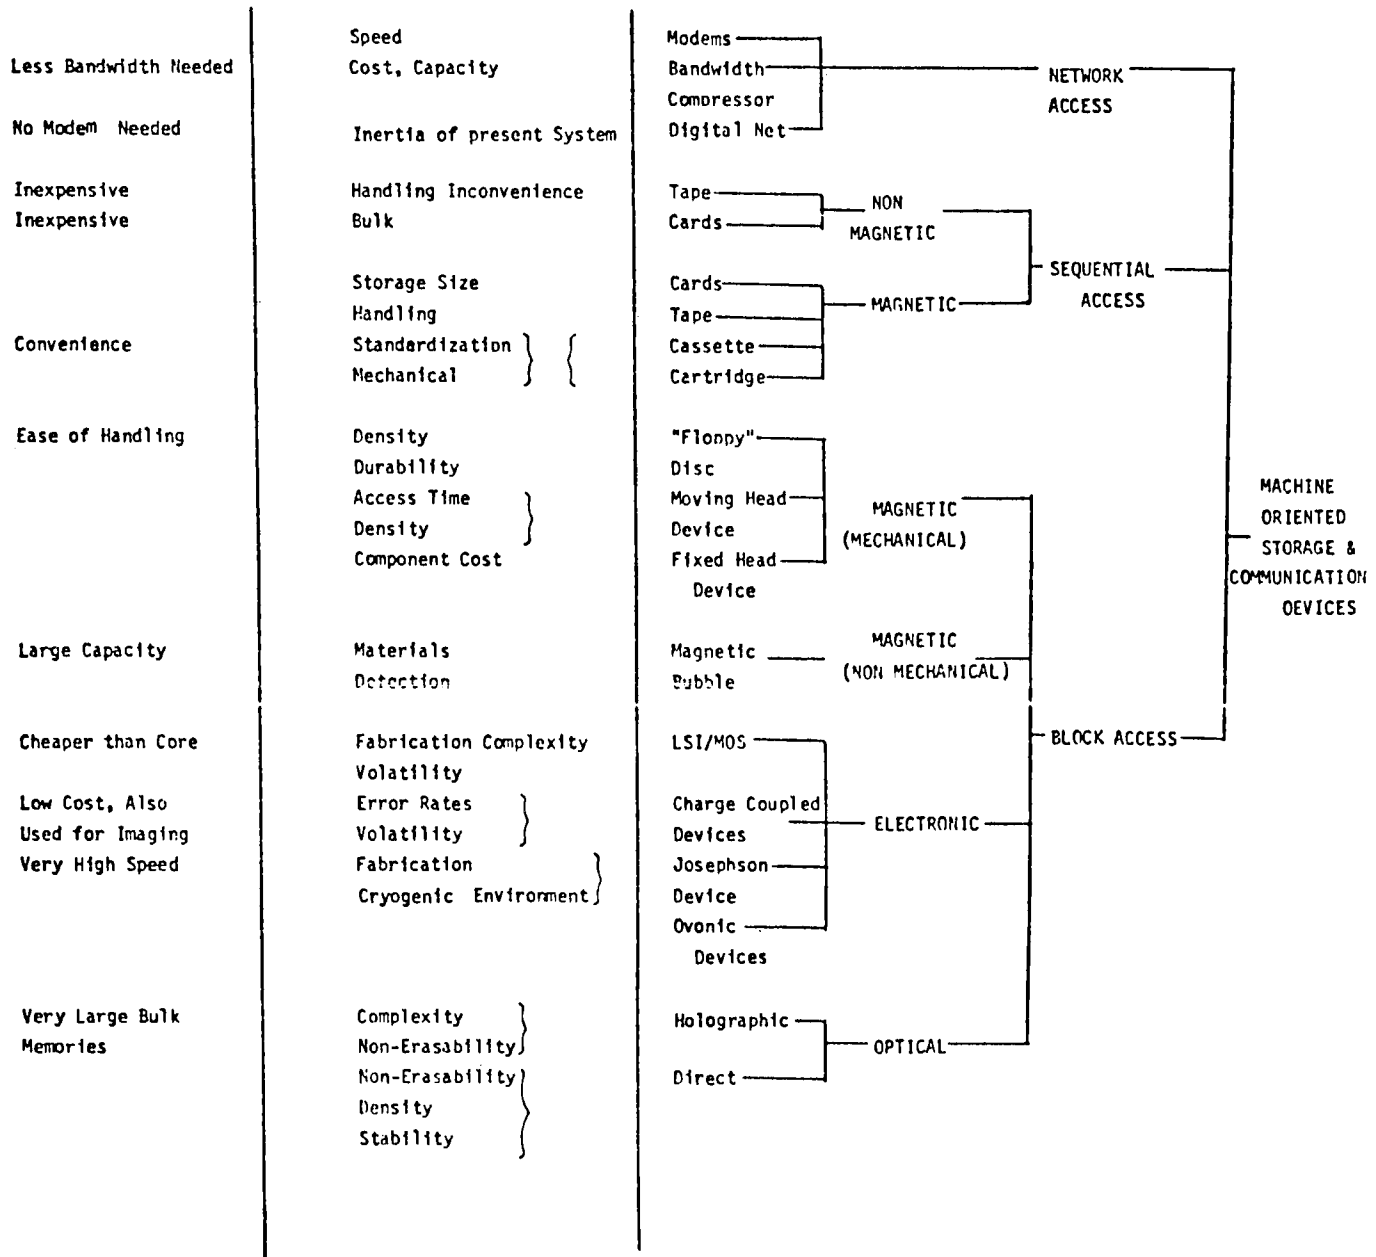 Speed
Less Bandwidth Needed
Cost, Capacity
No Modem Needed
Inertia of present System
Inexpensive
Handling Inconvenience
Inexpensive
Bulk
Storage Size
Handling
Convenience
Standardization
Mechanical
Ease of Handling
Density
Durability
Access Time
Density
Component Cost
Large Capacity
Materials
Detection
Cheaper than Core
Fabrication Complexity
Volatility
Low Cost, Also
Error Rates
Used for Imaging
Volatility
Very High Speed
Fabrication
Cryogenic Environment
Very Large Bulk
Complexity
Memories
Non-Erasability
Non-Erasability
Density
Stability
Modems
Bandwidth
Compressor
Digital Net
Tape
Cards
Cards
Tape
Cassette
Cartridge
"Floppy"
Disc
Moving Head
Device
Fixed Head
Device
Magnetic
Bubble
LSI/MOS
Charge Coupled
Devices
Josephson
Device
Ovonic
Devices
Holographic
Direct
NON
MAGNETIC
MAGNETIC
MAGNETIC
(MECHANICAL)
MAGNETIC
(NON MECHANICAL)
ELECTRONIC
OPTICAL
NETWORK
ACCESS
SEQUENTIAL
ACCESS
BLOCK ACCESS
MACHINE
ORIENTED
STORAGE &
COMMUNICATION
DEVICES